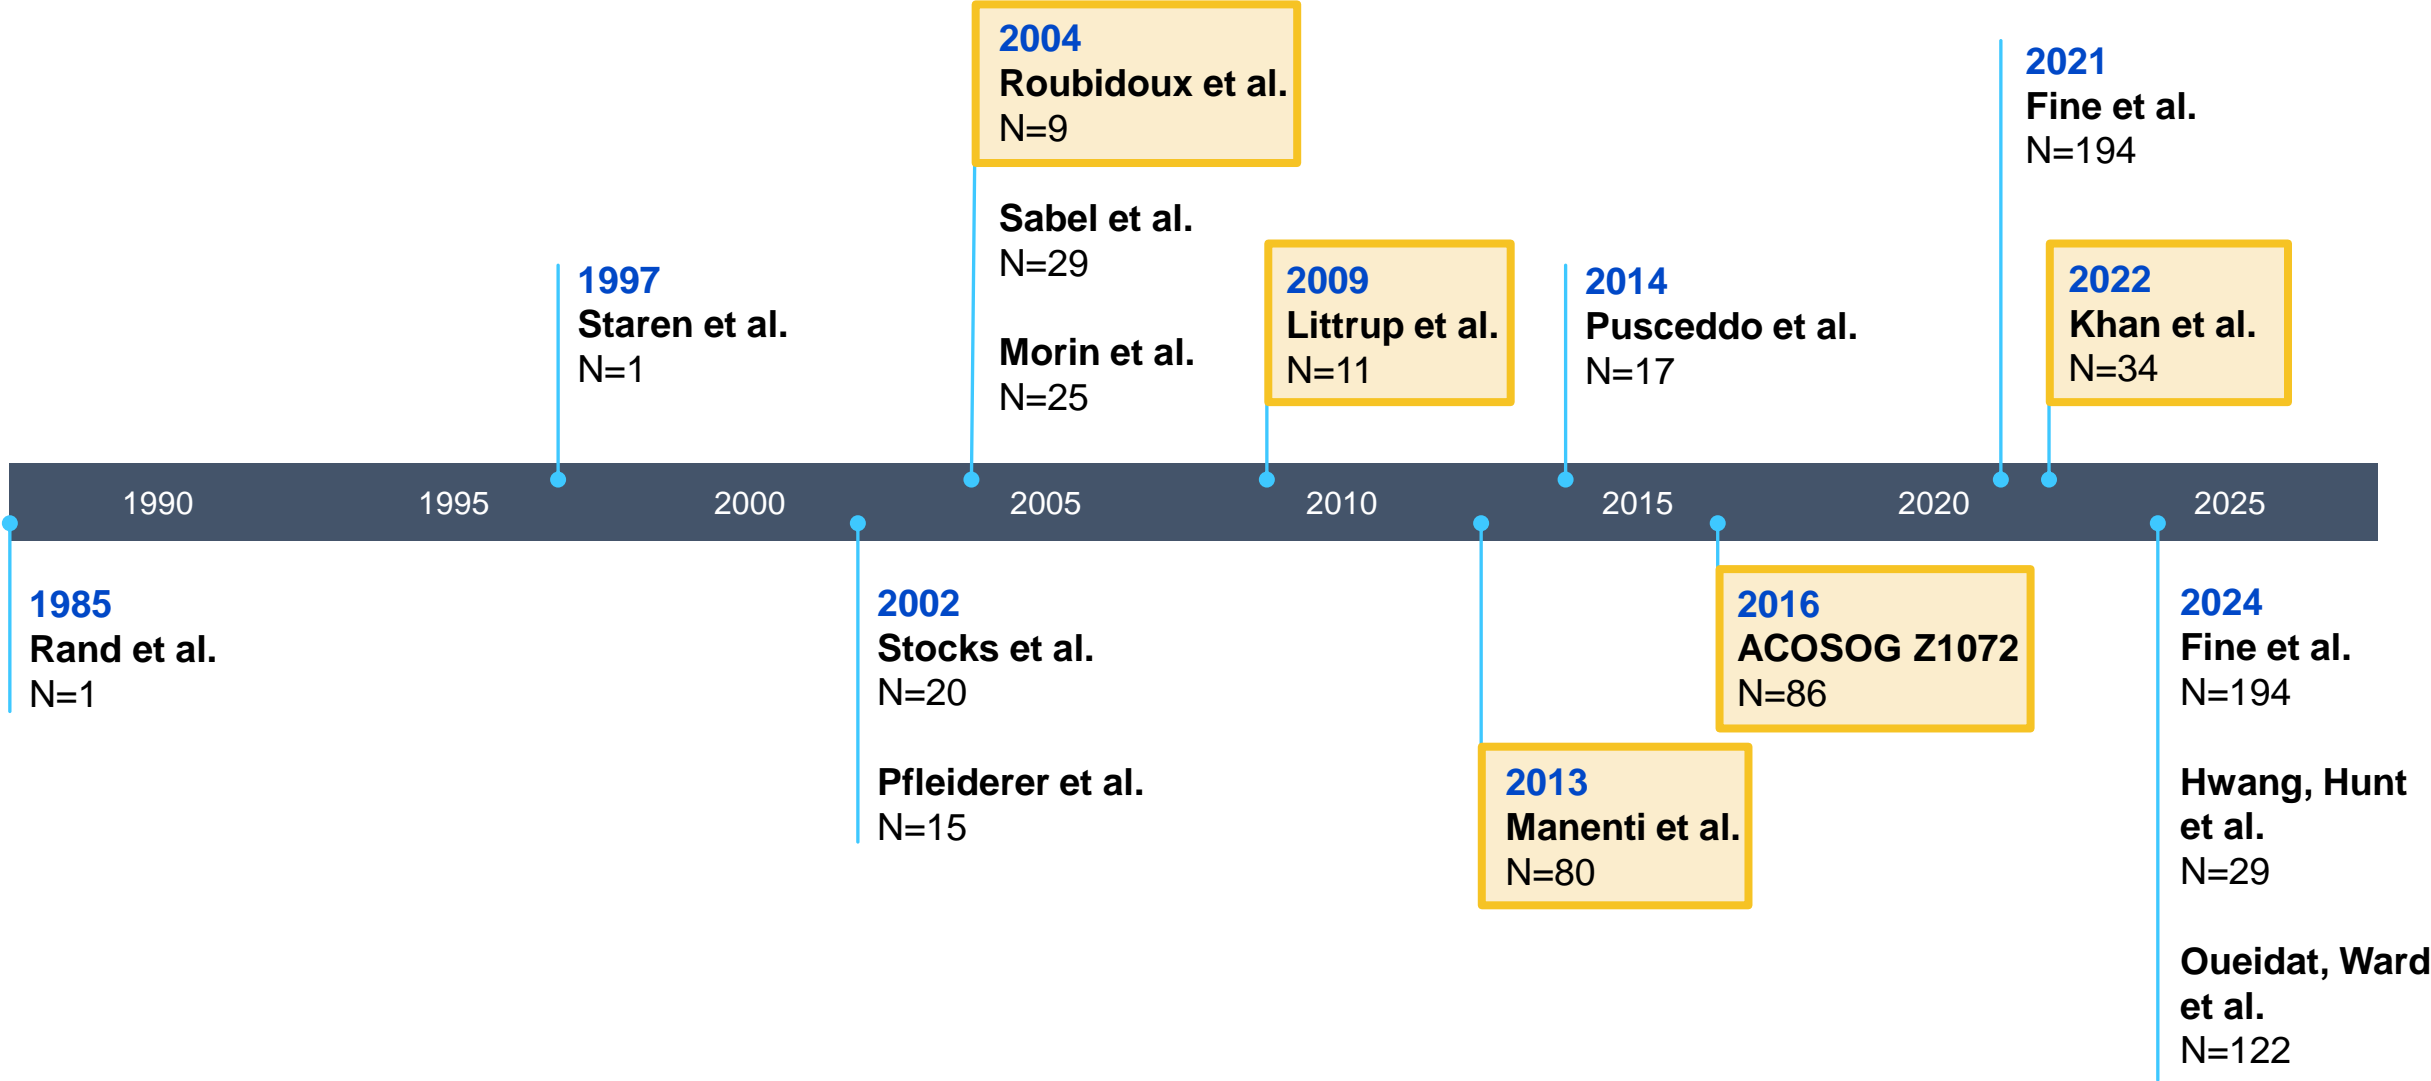 2004
Roubidoux et al.
N=9
Sabel et al.
N=29
Morin et al.
N=25
1997
Staren et al.
N=1
2009
Littrup et al.
N=11
2014
Pusceddo et al.
N=17
2021
Fine et al.
N=194
2022
Khan et al.
N=34
1990
1995
2000
2005
2010
2015
2020
2025
1985
Rand et al.
N=1
2002
Stocks et al.
N=20
Pfleiderer et al.
N=15
2013
Manenti et al.
N=80
2016
ACOSOG Z1072
N=86
2024
Fine et al.
N=194
Hwang, Hunt
et al.
N=29
Oueidat, Ward
et al.
N=122